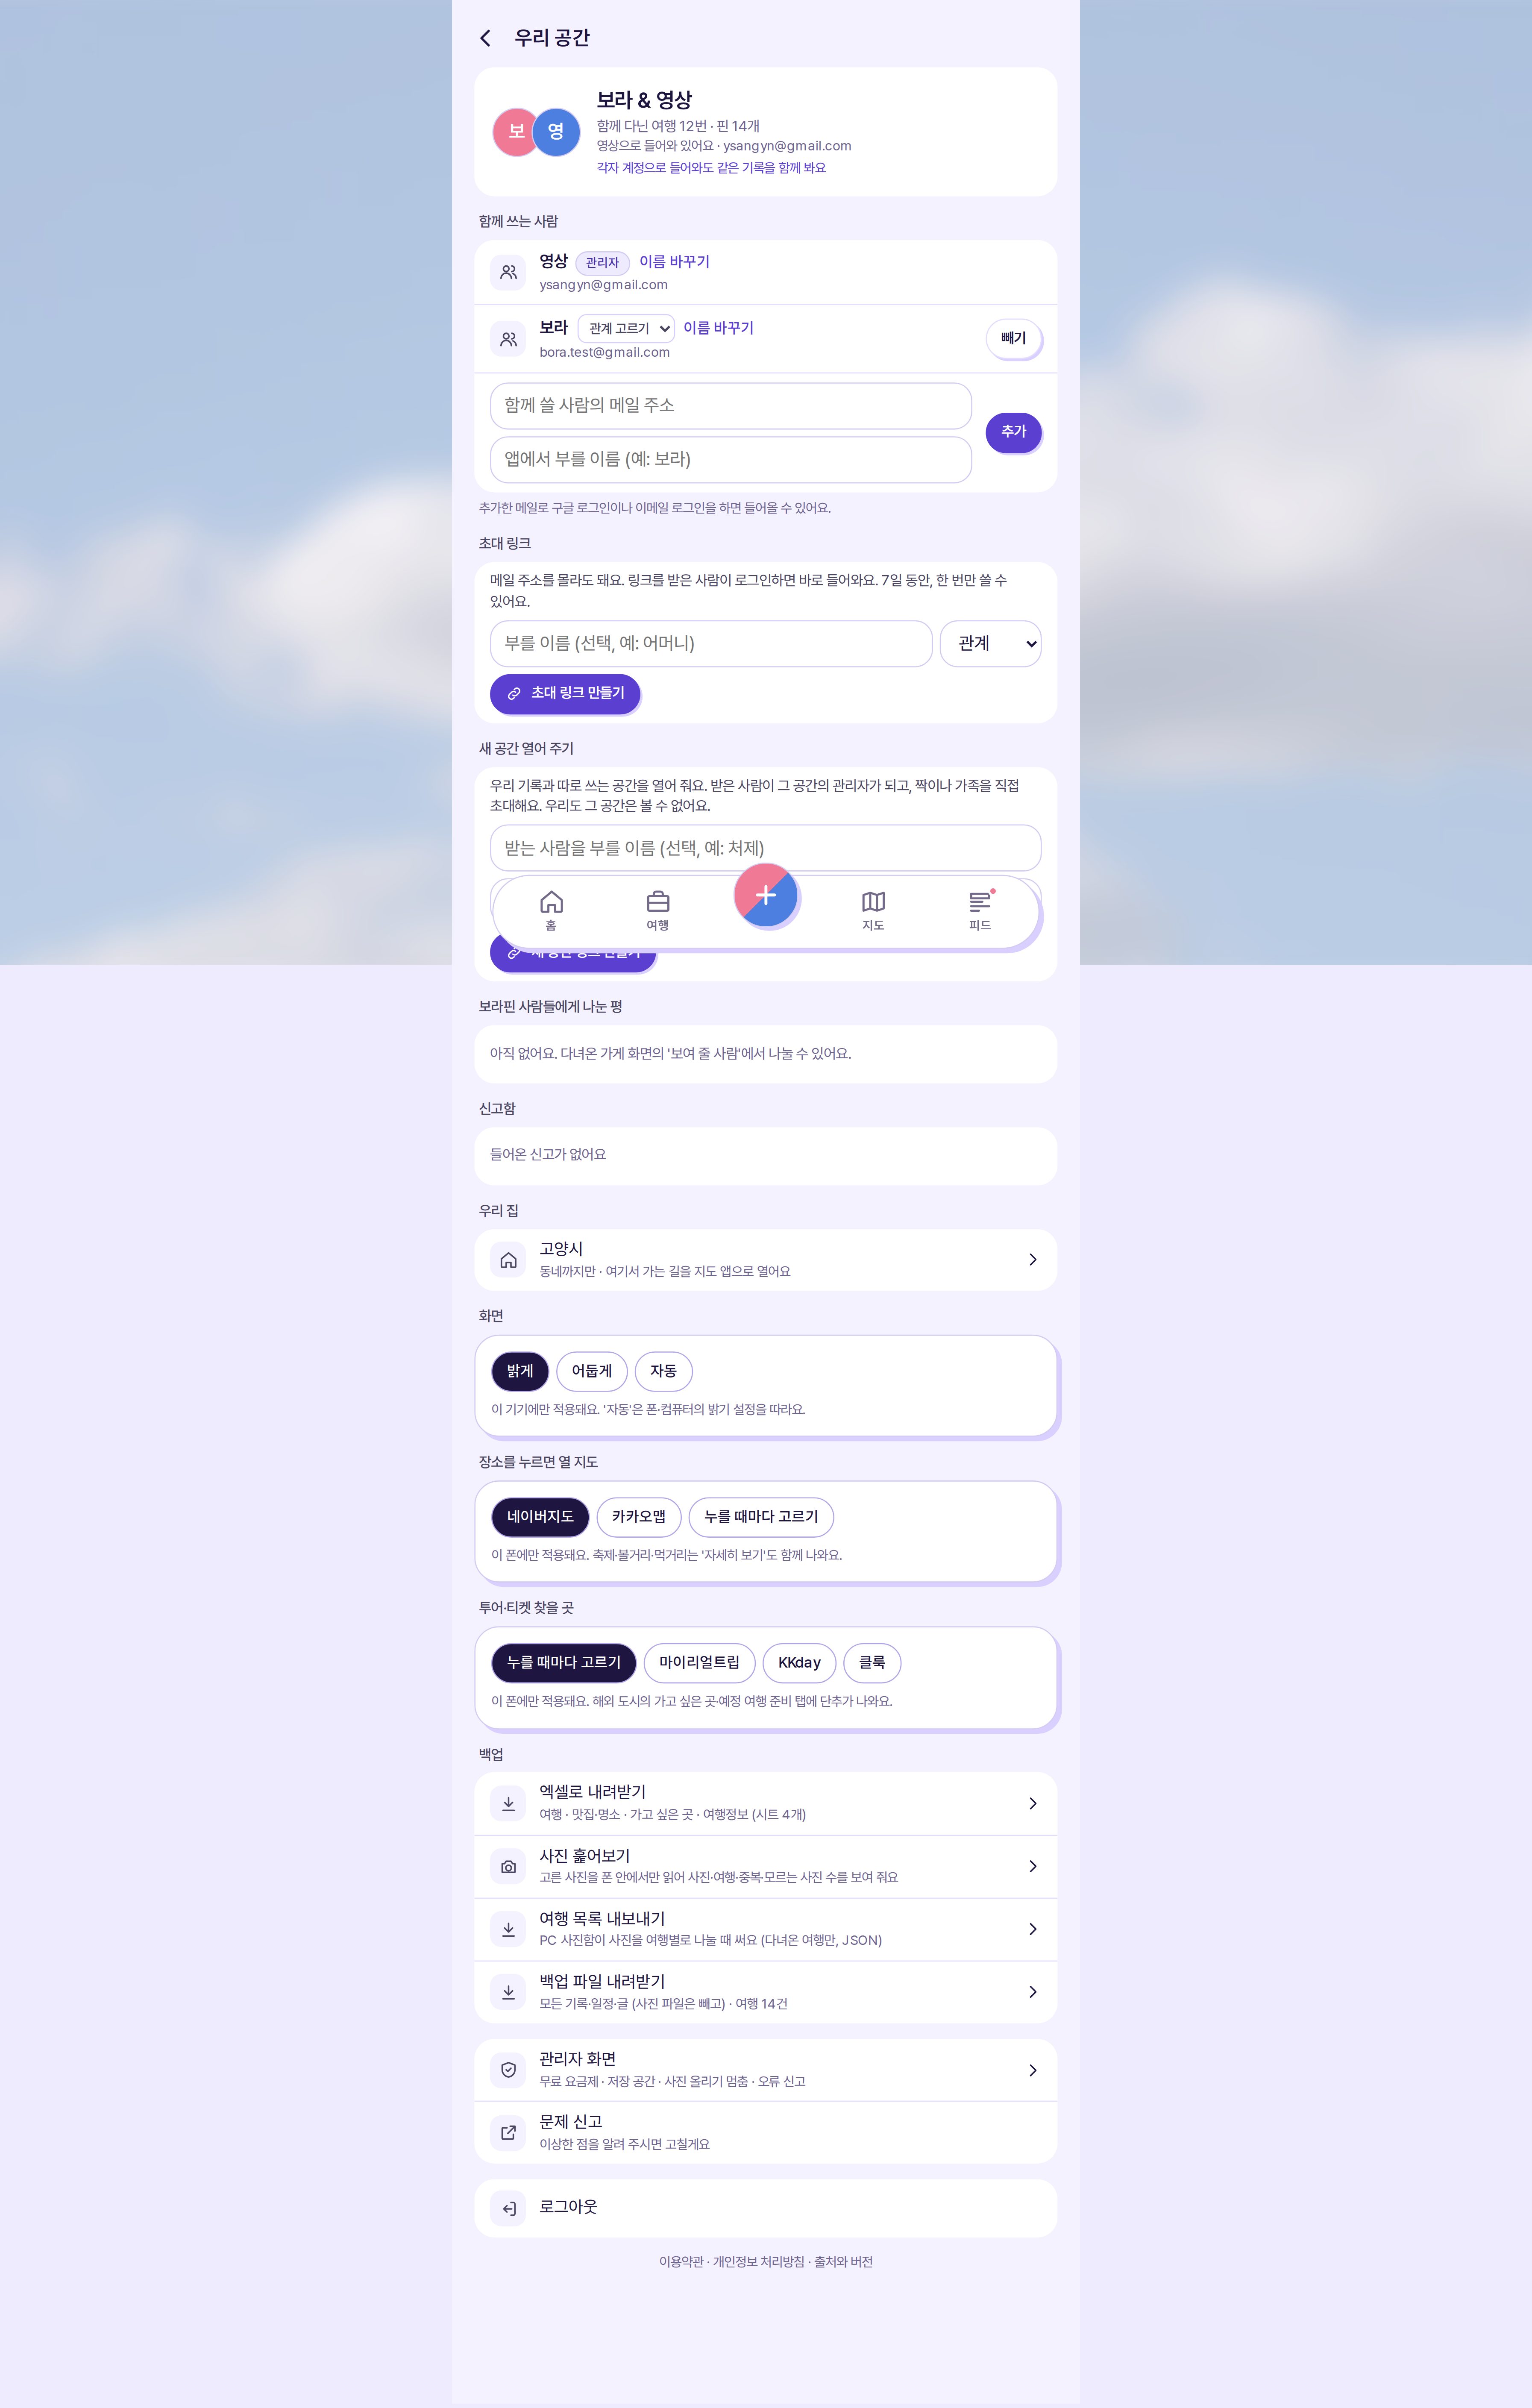 우리 공간
보 영
보라 & 영상
함께 다닌 여행 12번 · 핀 14개
영상으로 들어와 있어요 · ysangyn@gmail.com
각자 계정으로 들어와도 같은 기록을 함께 봐요
함께 쓰는 사람
영상 관리자 이름 바꾸기
ysangyn@gmail.com
보라 관계 고르기 이름 바꾸기
빼기
bora.test@gmail.com
함께 쓸 사람의 메일 주소
추가
앱에서 부를 이름 (예: 보라)
추가한 메일로 구글 로그인이나 이메일 로그인을 하면 들어올 수 있어요.
초대 링크
메일 주소를 몰라도 돼요. 링크를 받은 사람이 로그인하면 바로 들어와요. 7일 동안, 한 번만 쓸 수
있어요.
부를 이름 (선택, 예: 어머니) 관계
초대 링크 만들기
새 공간 열어 주기
우리 기록과 따로 쓰는 공간을 열어 줘요. 받은 사람이 그 공간의 관리자가 되고, 짝이나 가족을 직접
초대해요. 우리도 그 공간은 볼 수 없어요.
받는 사람을 부를 이름 (선택, 예: 처제)
홈 여행 지도 피드
보라핀 사람들에게 나눈 평
아직 없어요. 다녀온 가게 화면의 '보여 줄 사람'에서 나눌 수 있어요.
신고함
들어온 신고가 없어요
우리 집
고양시
동네까지만 · 여기서 가는 길을 지도 앱으로 열어요
화면
밝게 어둡게 자동
이 기기에만 적용돼요. '자동'은 폰·컴퓨터의 밝기 설정을 따라요.
장소를 누르면 열 지도
네이버지도 카카오맵 누를 때마다 고르기
이 폰에만 적용돼요. 축제·볼거리·먹거리는 '자세히 보기'도 함께 나와요.
투어·티켓 찾을 곳
누를 때마다 고르기 마이리얼트립 KKday 클룩
이 폰에만 적용돼요. 해외 도시의 가고 싶은 곳·예정 여행 준비 탭에 단추가 나와요.
백업
엑셀로 내려받기
여행 · 맛집·명소 · 가고 싶은 곳 · 여행정보 (시트 4개)
사진 훑어보기
고른 사진을 폰 안에서만 읽어 사진·여행·중복·모르는 사진 수를 보여 줘요
여행 목록 내보내기
PC 사진함이 사진을 여행별로 나눌 때 써요 (다녀온 여행만, JSON)
백업 파일 내려받기
모든 기록·일정·글 (사진 파일은 빼고) · 여행 14건
관리자 화면
무료 요금제 · 저장 공간 · 사진 올리기 멈춤 · 오류 신고
문제 신고
이상한 점을 알려 주시면 고칠게요
로그아웃
이용약관 · 개인정보 처리방침 · 출처와 버전